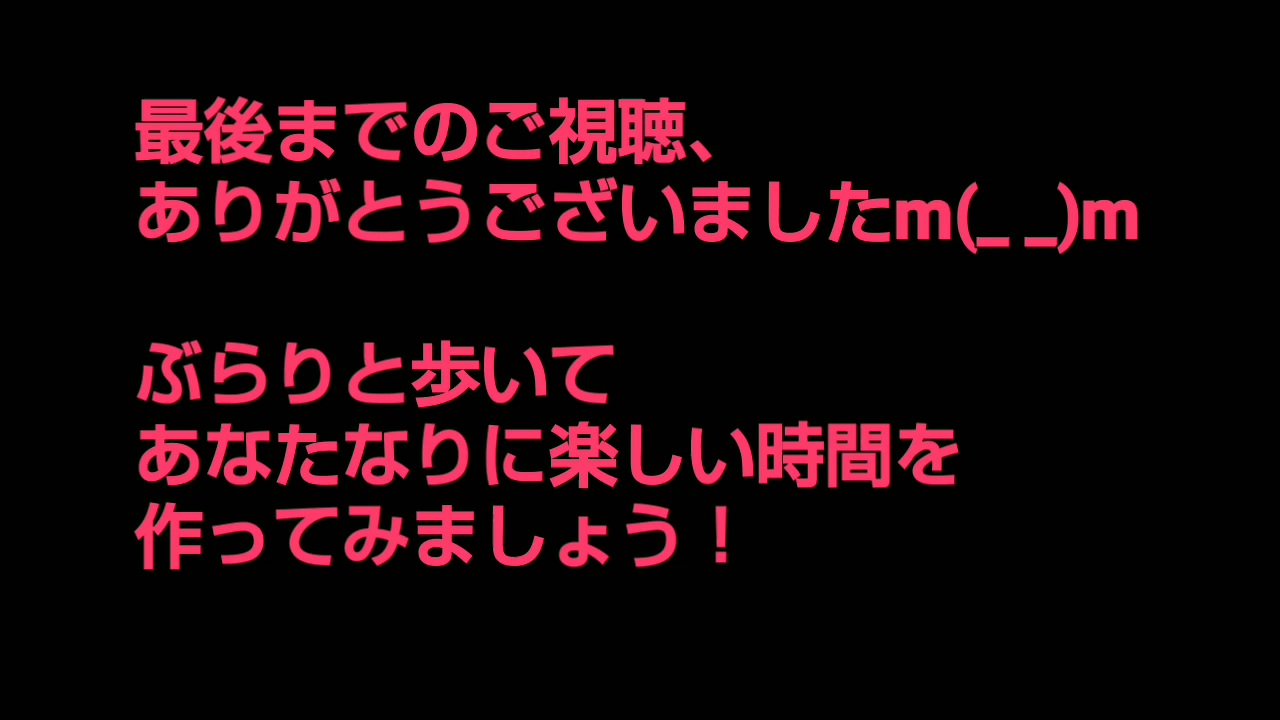 最後までのご視聴、
ありがとうございましたm(_ _)m
ぶらりと歩いて
あなたなりに楽しい時間を
作ってみましょう！